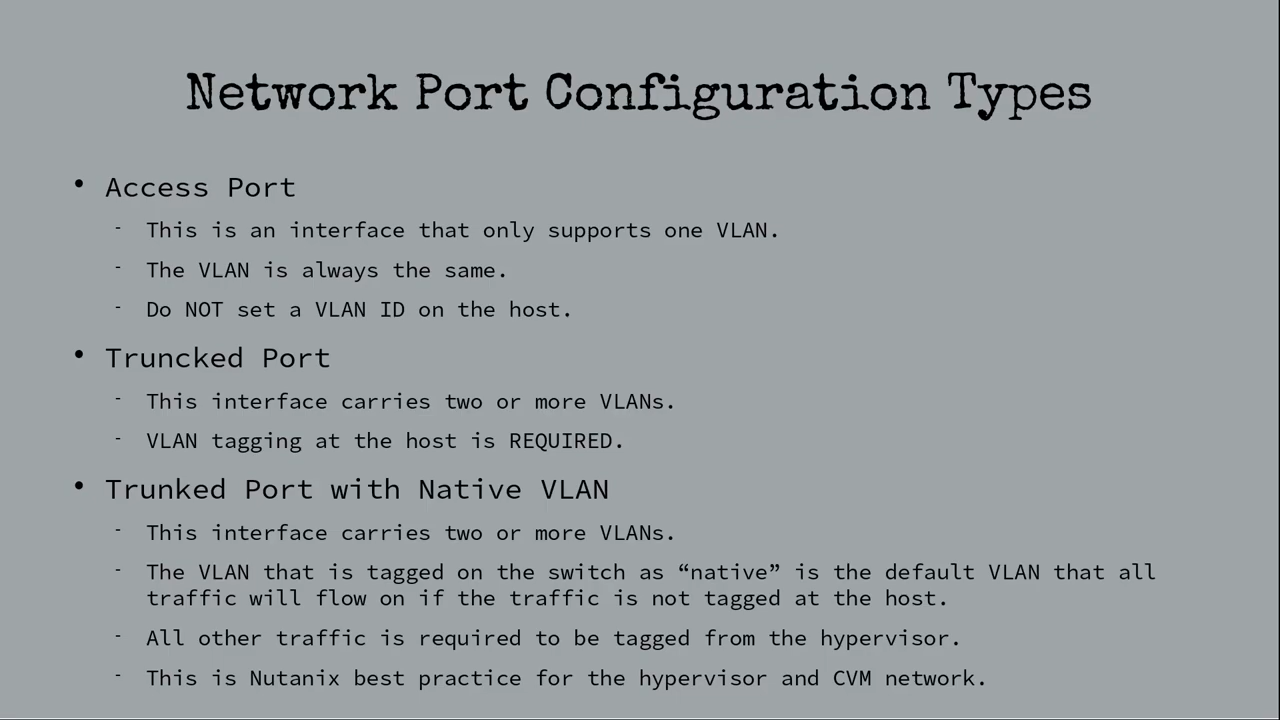 Network Port Configuration Types
• Access Port
- This is an interface that only supports one VLAN.
- The VLAN is always the same.
- Do NOT set a VLAN ID on the host.
• Truncked Port
- This interface carries two or more VLANs.
- VLAN tagging at the host is REQUIRED.
• Trunked Port with Native VLAN
- This interface carries two or more VLANs.
- The VLAN that is tagged on the switch as “native” is the default VLAN that all
traffic will flow on if the traffic is not tagged at the host.
- All other traffic is required to be tagged from the hypervisor.
- This is Nutanix best practice for the hypervisor and CVM network.